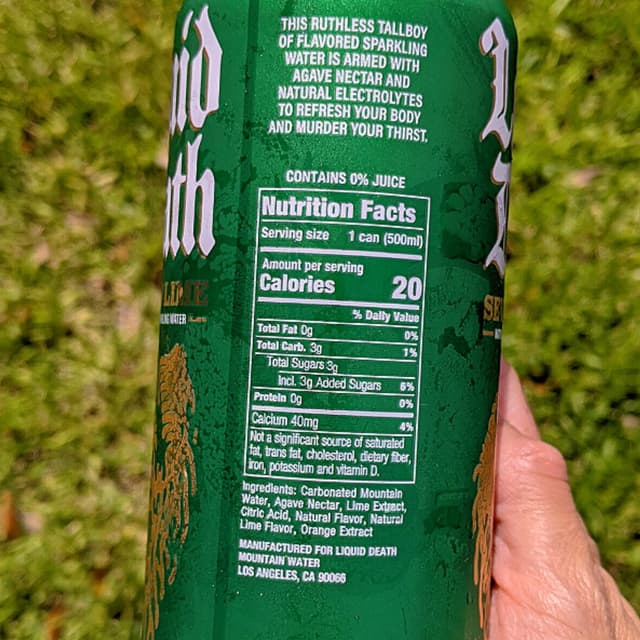 THIS RUTHLESS TALLBOY
OF FLAVORED SPARKLING
WATER IS ARMED WITH
AGAVE NECTAR AND
NATURAL ELECTROLYTES
TO REFRESH YOUR BODY
AND MURDER YOUR THIRST.
CONTAINS 0% JUICE
Nutrition Facts
Serving size 1 can (500ml)
Amount per serving
Calories 20
% Daily Value
Total Fat 0g 0%
Total Carb. 3g 1%
Total Sugars 3g
Incl. 3g Added Sugars 6%
Protein 0g 0%
Calcium 40mg 4%
Not a significant source of saturated
fat, trans fat, cholesterol, dietary fiber,
iron, potassium and vitamin D.
Ingredients: Carbonated Mountain
Water, Agave Nectar, Lime Extract,
Citric Acid, Natural Flavor, Natural
Lime Flavor, Orange Extract
MANUFACTURED FOR LIQUID DEATH
MOUNTAIN WATER
LOS ANGELES, CA 90066
uid
ath
LIME
WATER
L
D
SE